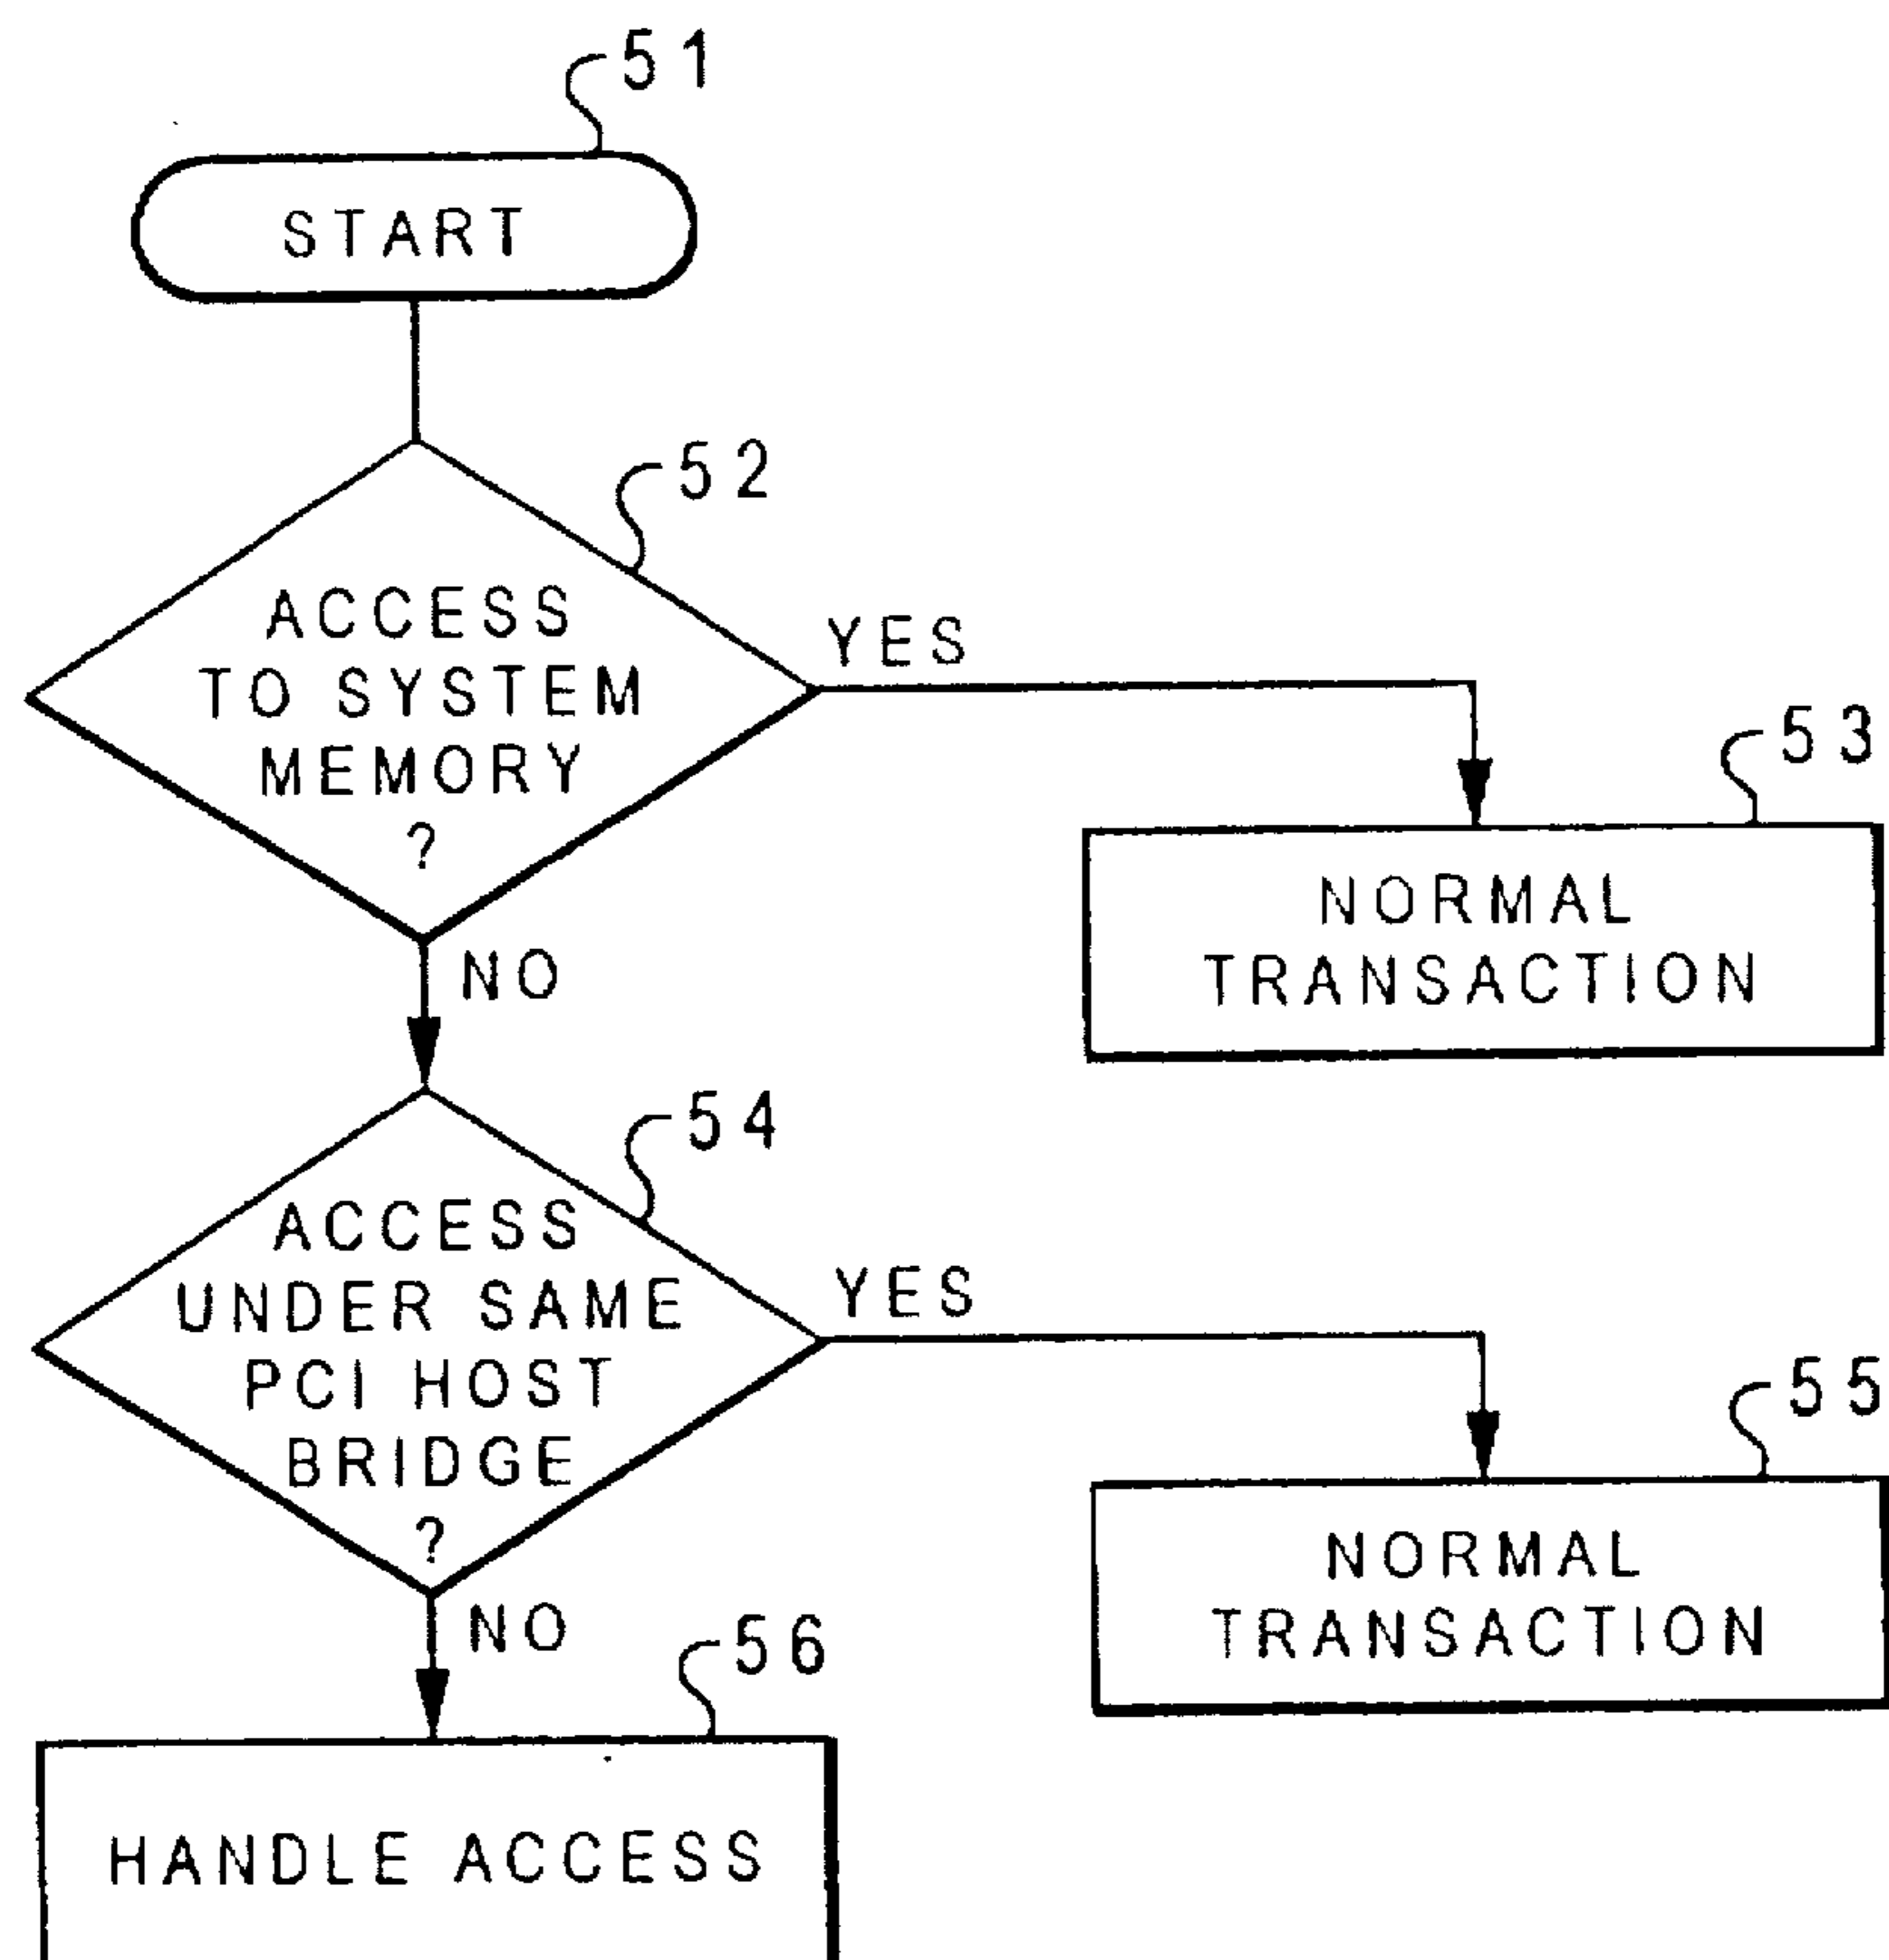 51
START
52
ACCESS
TO SYSTEM
MEMORY
?
YES
53
NORMAL
TRANSACTION
NO
54
ACCESS
UNDER SAME
PCI HOST
BRIDGE
?
YES
55
NORMAL
TRANSACTION
NO
56
HANDLE ACCESS